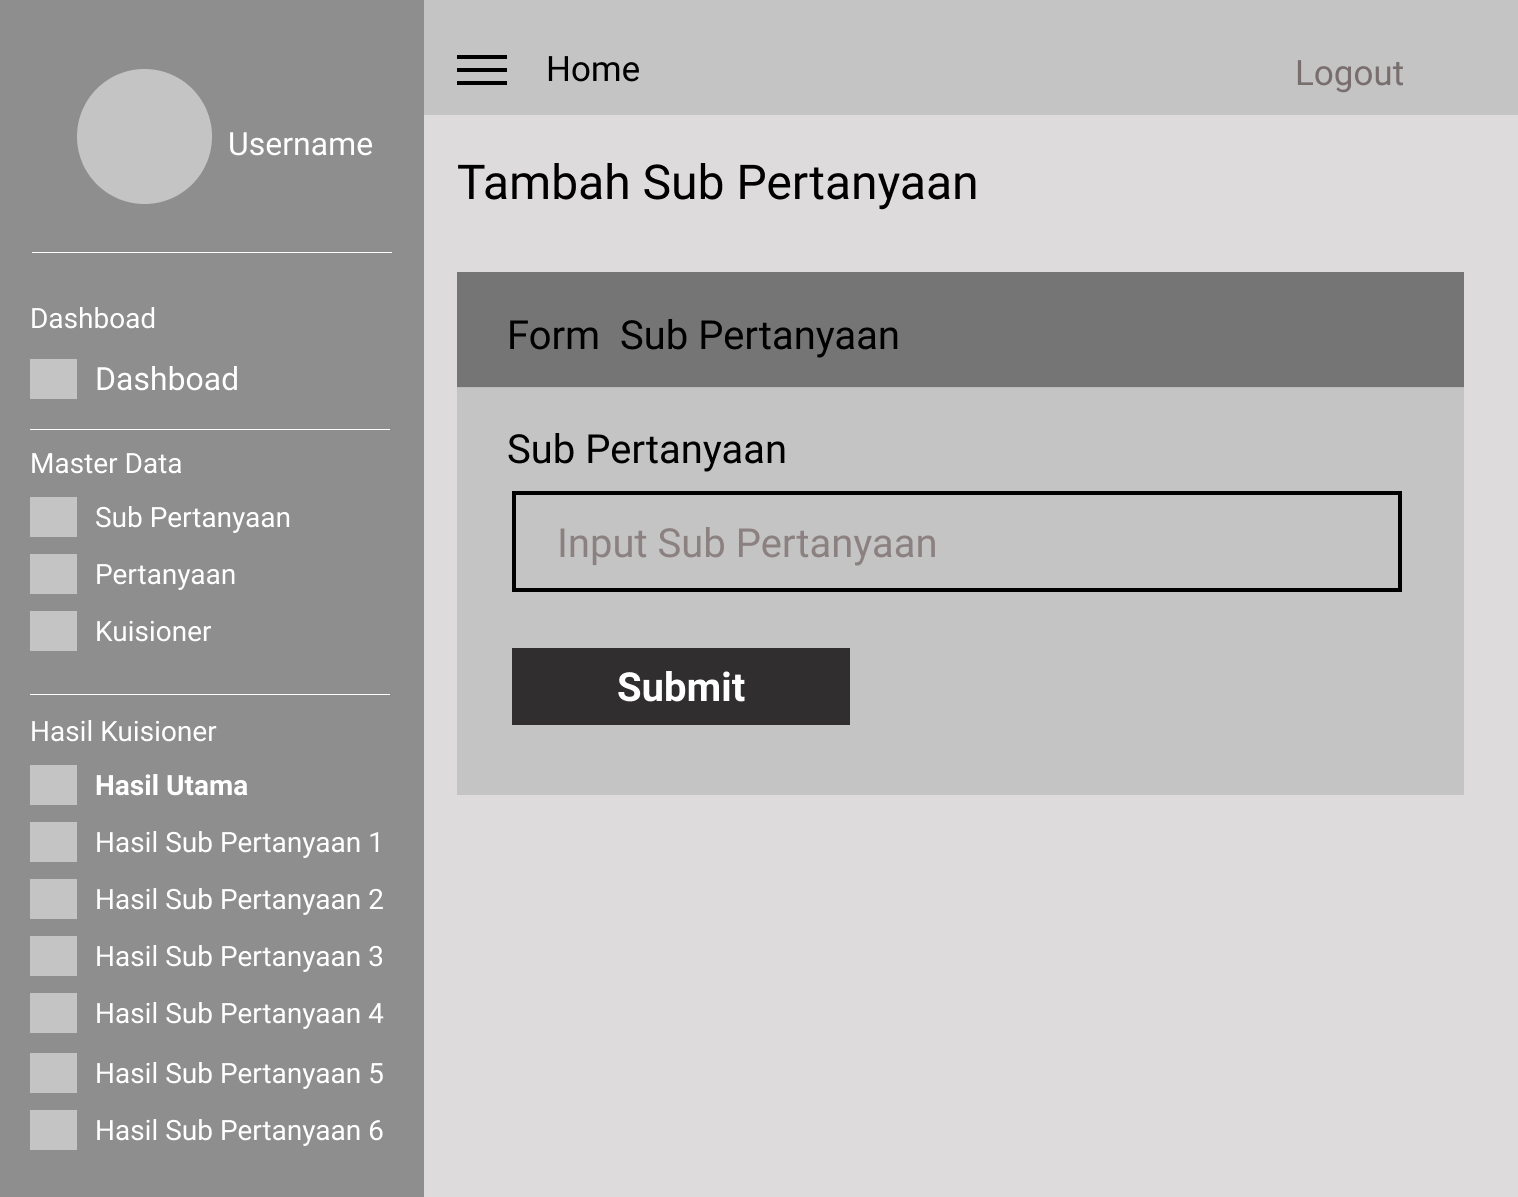 Username
Dashboad
Dashboad
Master Data
Sub Pertanyaan
Pertanyaan
Kuisioner
Hasil Kuisioner
Hasil Utama
Hasil Sub Pertanyaan 1
Hasil Sub Pertanyaan 2
Hasil Sub Pertanyaan 3
Hasil Sub Pertanyaan 4
Hasil Sub Pertanyaan 5
Hasil Sub Pertanyaan 6
Home
Logout
Tambah Sub Pertanyaan
Form  Sub Pertanyaan
Sub Pertanyaan
Input Sub Pertanyaan
Submit